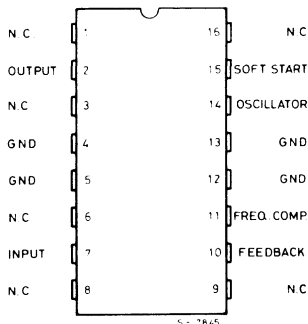 N.C. 1 16 N.C
OUTPUT 2 15 SOFT START
N.C 3 14 OSCILLATOR
GND 4 13 GND
GND 5 12 GND
N.C 6 11 FREQ. COMP.
INPUT 7 10 FEEDBACK
N.C 8 9 N.C
S-7845